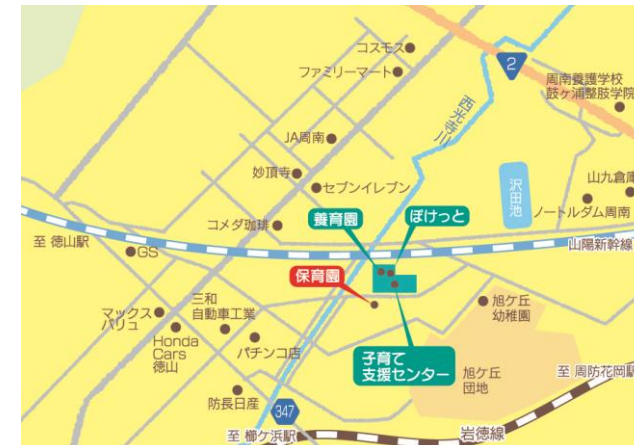 コスモス
ファミリーマート
2
周南養護学校
鼓ヶ浦整肢学院
西光寺川
JA周南
妙頂寺
セブンイレブン
沢田池
山九倉庫
ノートルダム周南
コメダ珈琲
養育園
ぽけっと
至 徳山駅
GS
山陽新幹線
保育園
マックス
バリュ
三和
自動車工業
Honda
Cars
徳山
パチンコ店
旭ケ丘
幼稚園
子育て
支援センター
旭ケ丘
団地
至 周防花岡駅
防長日産
347
至 櫛ケ浜駅
岩徳線